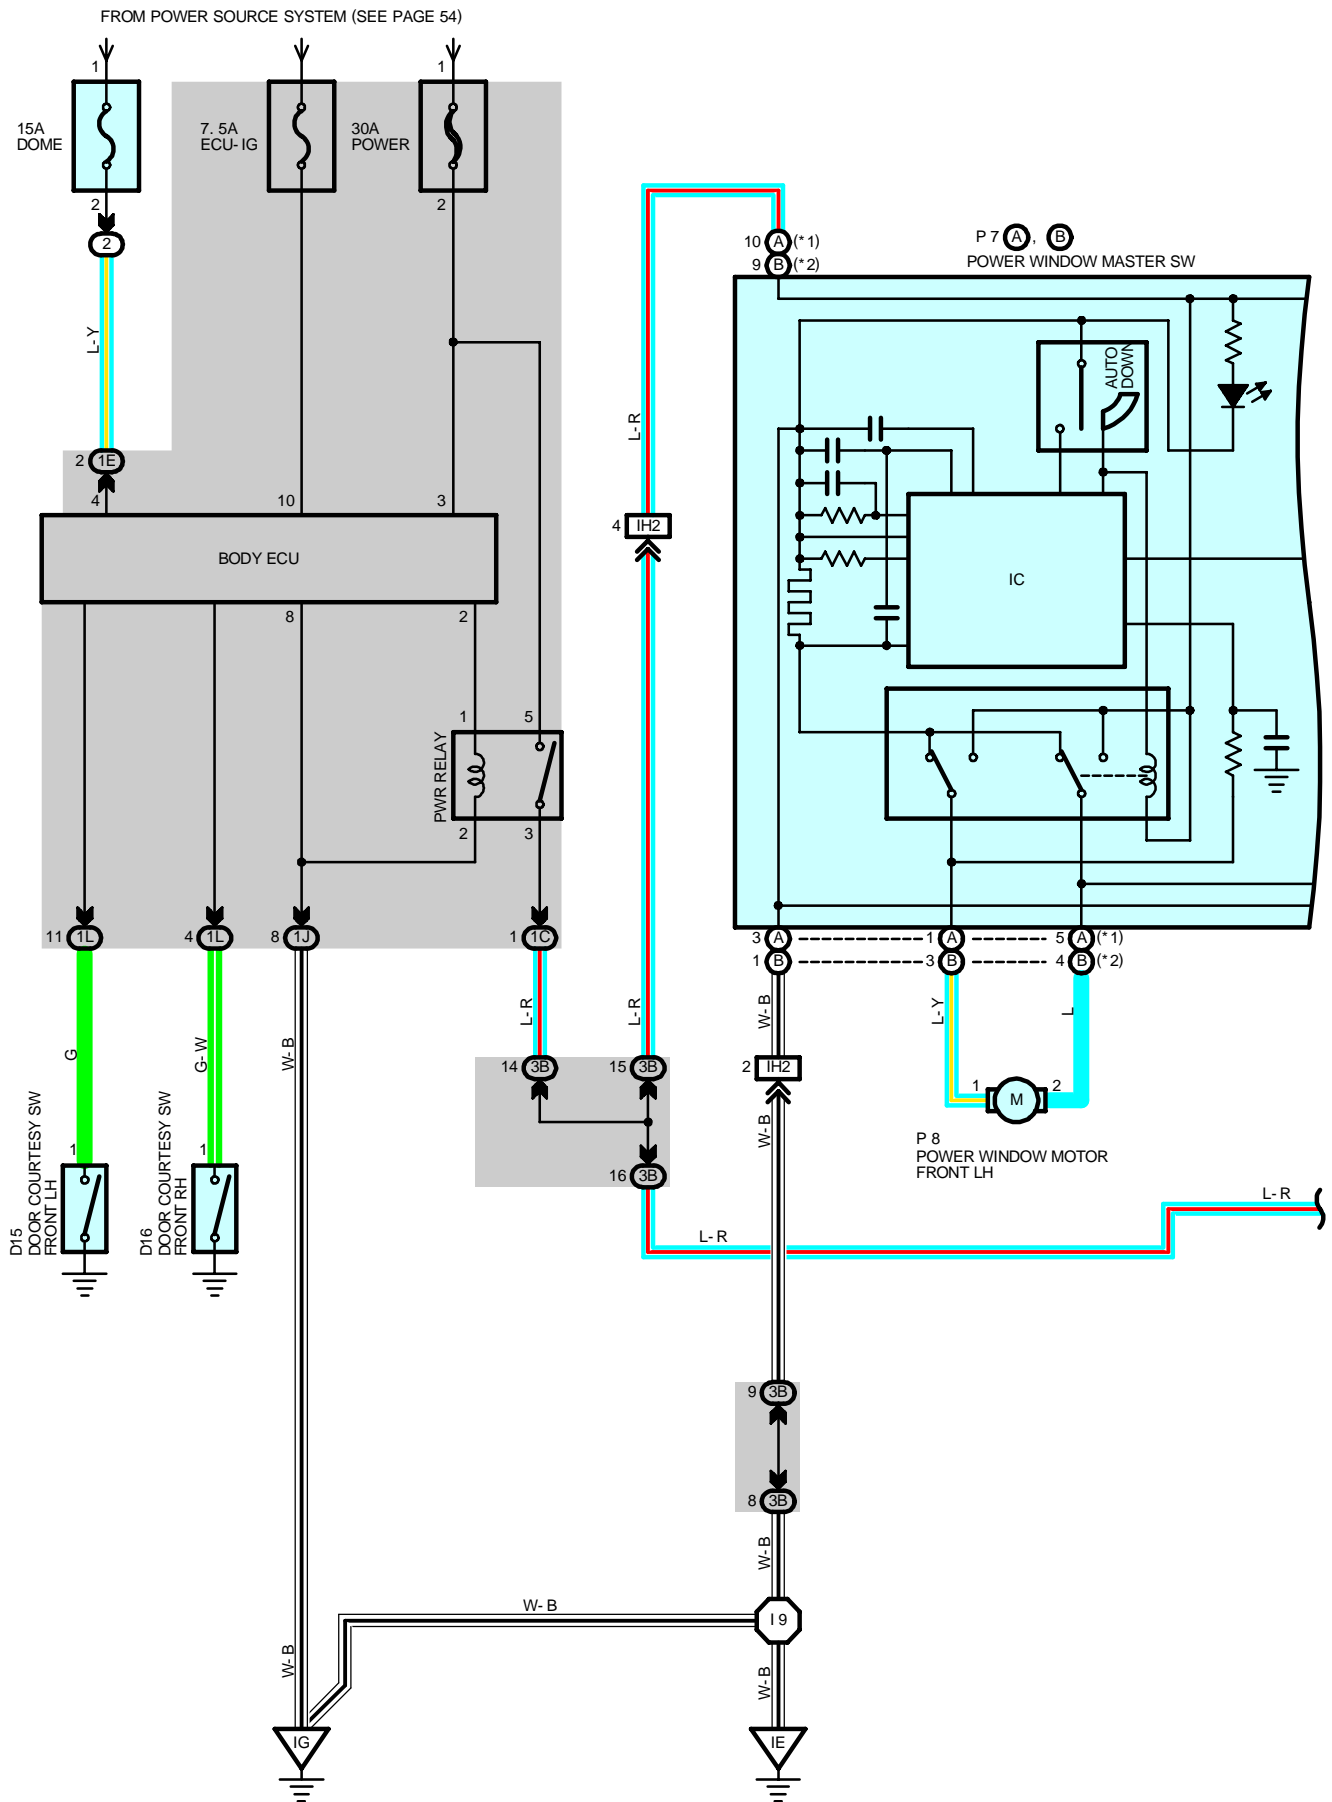 FROM POWER SOURCE SYSTEM (SEE PAGE 54)
1
1
15A
DOME
7. 5A
ECU- IG
30A
POWER
2
2
2
L- Y
2 1E
4
10
3
BODY ECU
8
2
1
5
PWR RELAY
2
3
11 1L
4 1L
8 1J
1 1C
G
G- W
W- B
L- R
L- R
L- R
4 IH2
14 3B
15 3B
16 3B
1
1
D15
DOOR COURTESY SW
FRONT LH
D16
DOOR COURTESY SW
FRONT RH
10 A (* 1)
9 B (* 2)
P 7 A , B
POWER WINDOW MASTER SW
AUTO
DOWN
IC
3 A 1 A 5 A (* 1)
1 B 3 B 4 B (* 2)
W- B
L- Y
L
2 IH2
W- B
1 M 2
P 8
POWER WINDOW MOTOR
FRONT LH
L- R
L- R
9 3B
8 3B
W- B
W- B
I 9
W- B
W- B
IG
IE